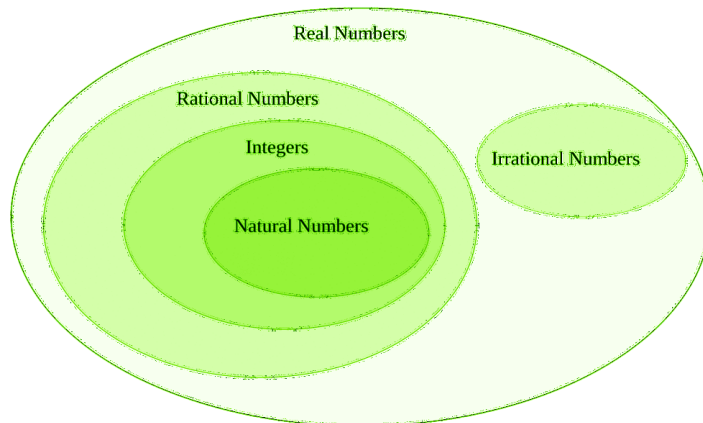 Real Numbers
Rational Numbers
Integers
Irrational Numbers
Natural Numbers